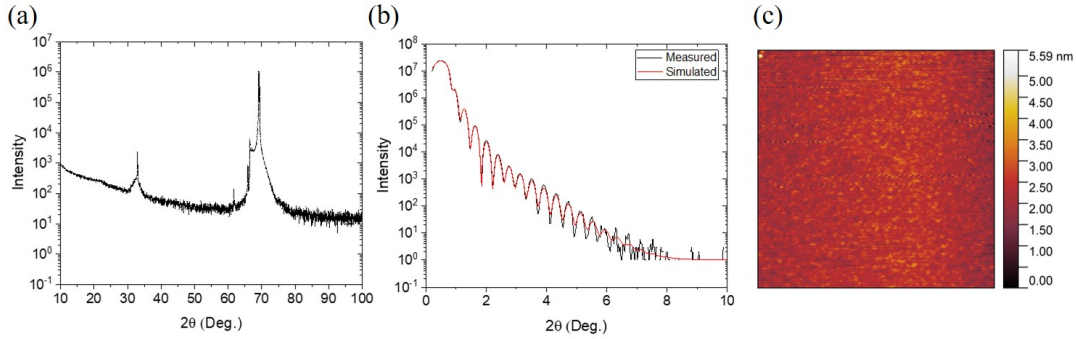 (a)
(b)
(c)
10⁷
10⁶
10⁵
10⁴
10³
10²
10¹
10⁰
10⁻¹
Intensity
10 20 30 40 50 60 70 80 90 100
2θ (Deg.)
10⁸
10⁷
10⁶
10⁵
10⁴
10³
10²
10¹
10⁰
10⁻¹
Intensity
Measured
Simulated
0 2 4 6 8 10
2θ (Deg.)
5.59 nm
5.00
4.50
4.00
3.50
3.00
2.50
2.00
1.50
1.00
0.00